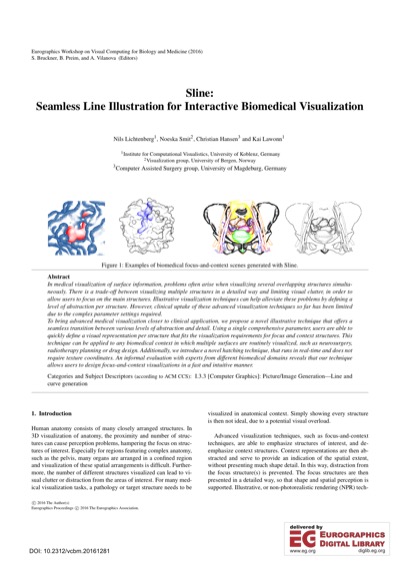 Eurographics Workshop on Visual Computing for Biology and Medicine (2016)
S. Bruckner, B. Preim, and A. Vilanova (Editors)
Sline:
Seamless Line Illustration for Interactive Biomedical Visualization
Nils Lichtenberg¹, Noeska Smit², Christian Hansen³ and Kai Lawonn¹
¹Institute for Computational Visualistics, University of Koblenz, Germany
²Visualization group, University of Bergen, Norway
³Computer Assisted Surgery group, University of Magdeburg, Germany
Figure 1: Examples of biomedical focus-and-context scenes generated with Sline.
Abstract
In medical visualization of surface information, problems often arise when visualizing several overlapping structures simulta-
neously. There is a trade-off between visualizing multiple structures in a detailed way and limiting visual clutter, in order to
allow users to focus on the main structures. Illustrative visualization techniques can help alleviate these problems by defining a
level of abstraction per structure. However, clinical uptake of these advanced visualization techniques so far has been limited
due to the complex parameter settings required.
To bring advanced medical visualization closer to clinical application, we propose a novel illustrative technique that offers a
seamless transition between various levels of abstraction and detail. Using a single comprehensive parameter, users are able to
quickly define a visual representation per structure that fits the visualization requirements for focus and context structures. This
technique can be applied to any biomedical context in which multiple surfaces are routinely visualized, such as neurosurgery,
radiotherapy planning or drug design. Additionally, we introduce a novel hatching technique, that runs in real-time and does not
require texture coordinates. An informal evaluation with experts from different biomedical domains reveals that our technique
allows users to design focus-and-context visualizations in a fast and intuitive manner.
Categories and Subject Descriptors (according to ACM CCS): I.3.3 [Computer Graphics]: Picture/Image Generation—Line and
curve generation
1. Introduction
Human anatomy consists of many closely arranged structures. In
3D visualization of anatomy, the proximity and number of struc-
tures can cause perception problems, hampering the focus on struc-
tures of interest. Especially for regions featuring complex anatomy,
such as the pelvis, many organs are arranged in a confined region
and visualization of these spatial arrangements is difficult. Further-
more, the number of different structures visualized can lead to vi-
sual clutter or distraction from the areas of interest. For many med-
ical visualization tasks, a pathology or target structure needs to be
visualized in anatomical context. Simply showing every structure
is then not ideal, due to a potential visual overload.
Advanced visualization techniques, such as focus-and-context
techniques, are able to emphasize structures of interest, and de-
emphasize context structures. Context representations are then ab-
stracted and serve to provide an indication of the spatial extent,
without presenting much shape detail. In this way, distraction from
the focus structure(s) is prevented. The focus structures are then
presented in a detailed way, so that shape and spatial perception is
supported. Illustrative, or non-photorealistic rendering (NPR) tech-
© 2016 The Author(s)
Eurographics Proceedings © 2016 The Eurographics Association.
DOI: 10.2312/vcbm.20161281
delivered by
EUROGRAPHICS
DIGITAL LIBRARY
www.eg.org
diglib.eg.org